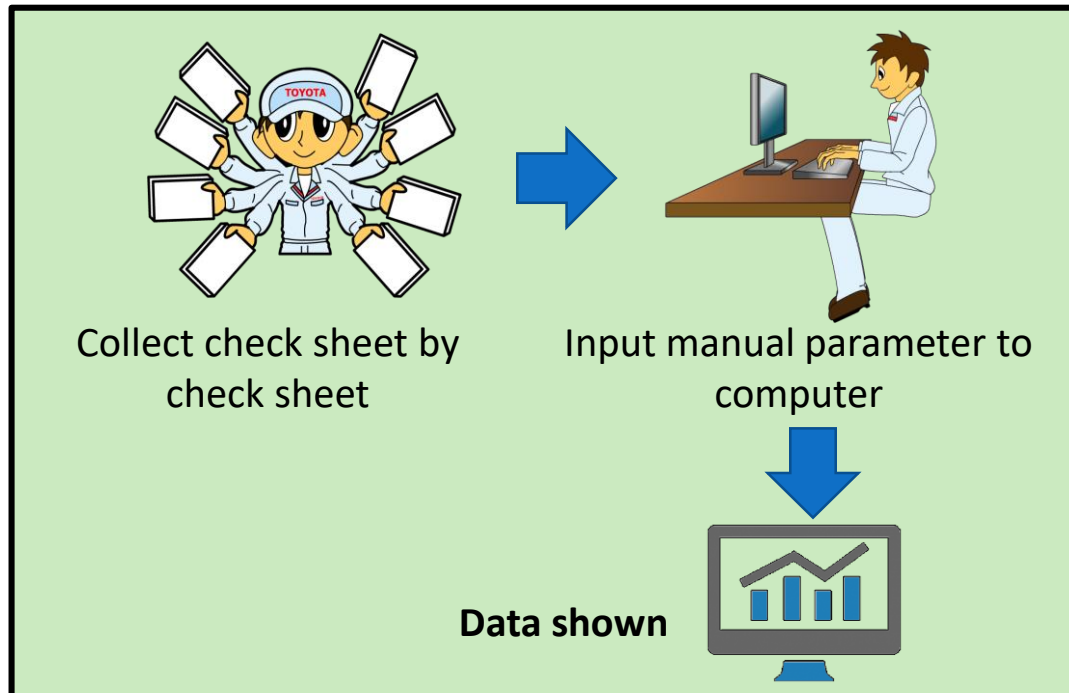 TOYOTA
Collect check sheet by
check sheet
Input manual parameter to
computer
Data shown